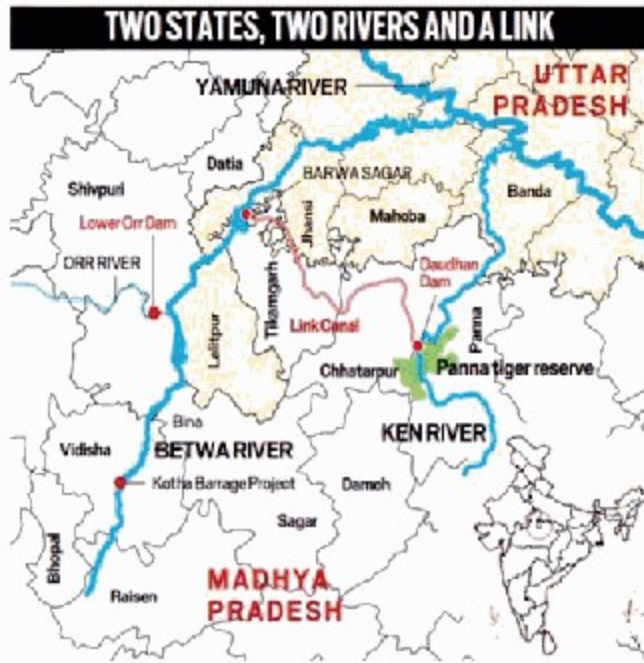 TWO STATES, TWO RIVERS AND A LINK
YAMUNA RIVER
UTTAR
PRADESH
Datia
BARWA SAGAR
Shivpuri
Banda
Mahoba
Jhansi
Lower Orr Dam
ORR RIVER
Daudhan
Dam
Tikamgarh
Link Canal
Lalitpur
Panna
Chhatarpur
Panna tiger reserve
Bina
KEN RIVER
Vidisha
BETWA RIVER
Kotha Barrage Project
Damoh
Sagar
Bhopal
MADHYA
PRADESH
Raisen